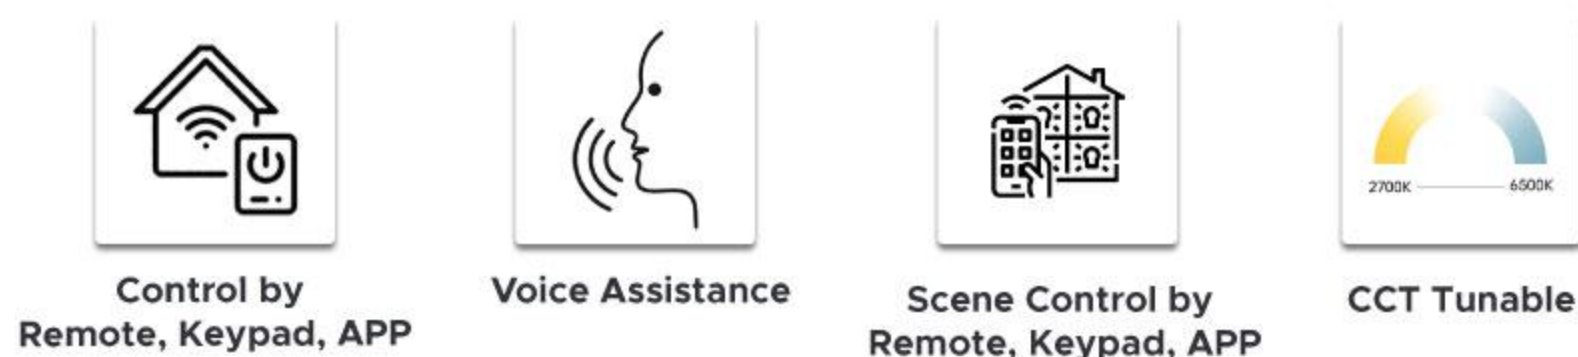 2700K
6500K
Control by
Remote, Keypad, APP
Voice Assistance
Scene Control by
Remote, Keypad, APP
CCT Tunable